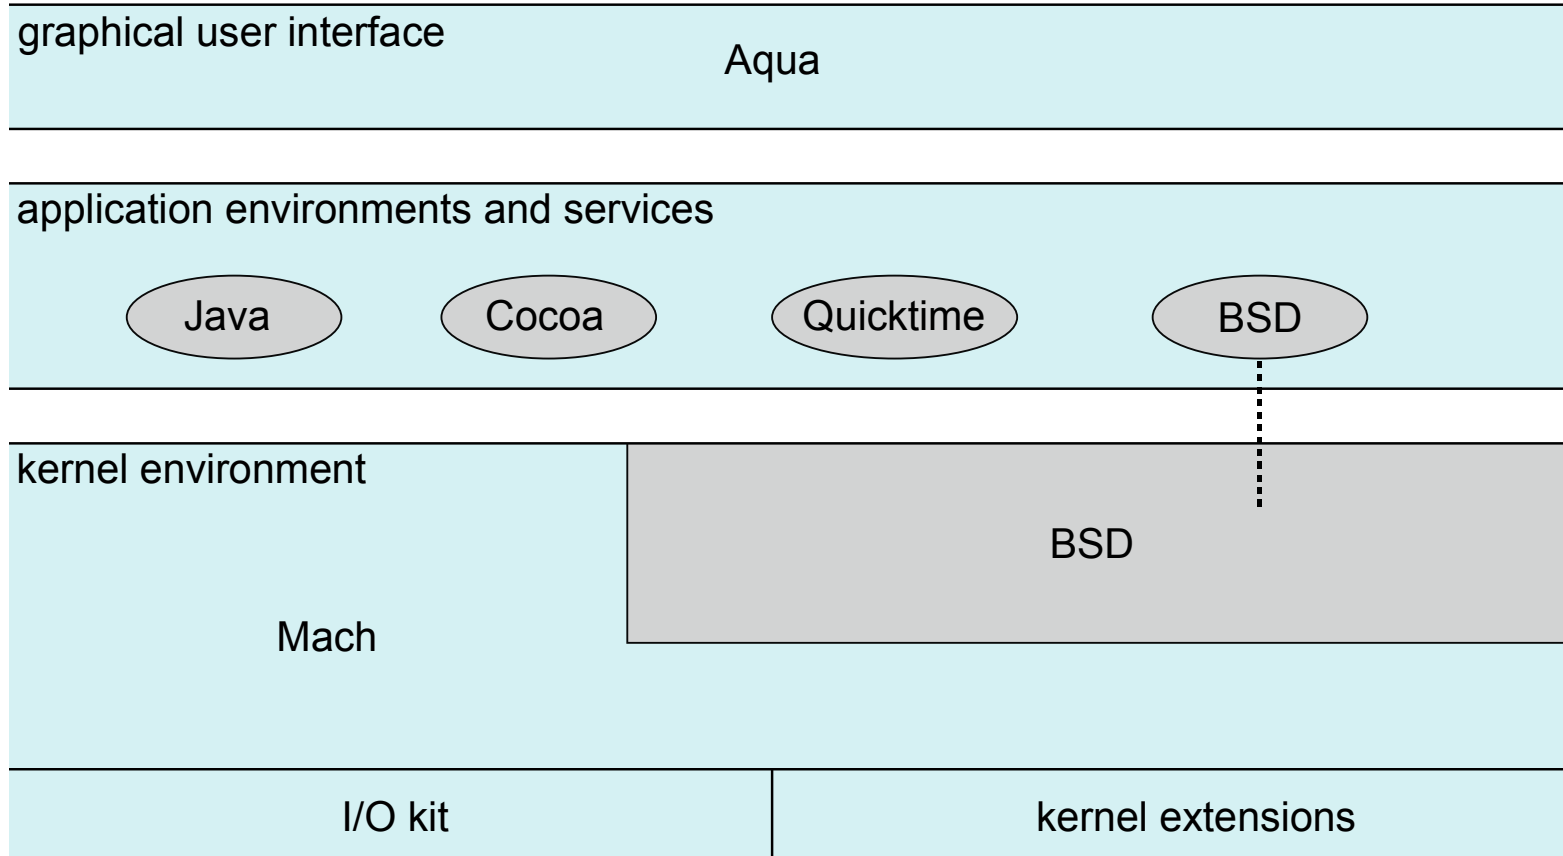 graphical user interface
Aqua
application environments and services
Java
Cocoa
Quicktime
BSD
kernel environment
BSD
Mach
I/O kit
kernel extensions